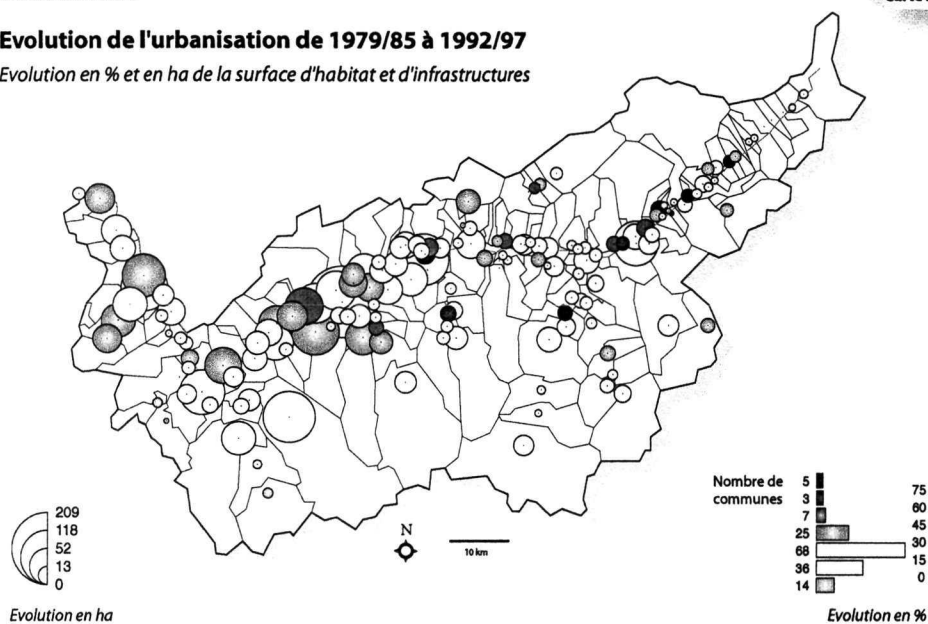 Evolution de l'urbanisation de 1979/85 à 1992/97
Evolution en % et en ha de la surface d'habitat et d'infrastructures
209
118
52
13
0
Evolution en ha
N
10 km
Nombre de
communes
5
3
7
25
68
36
14
75
60
45
30
15
0
Evolution en %